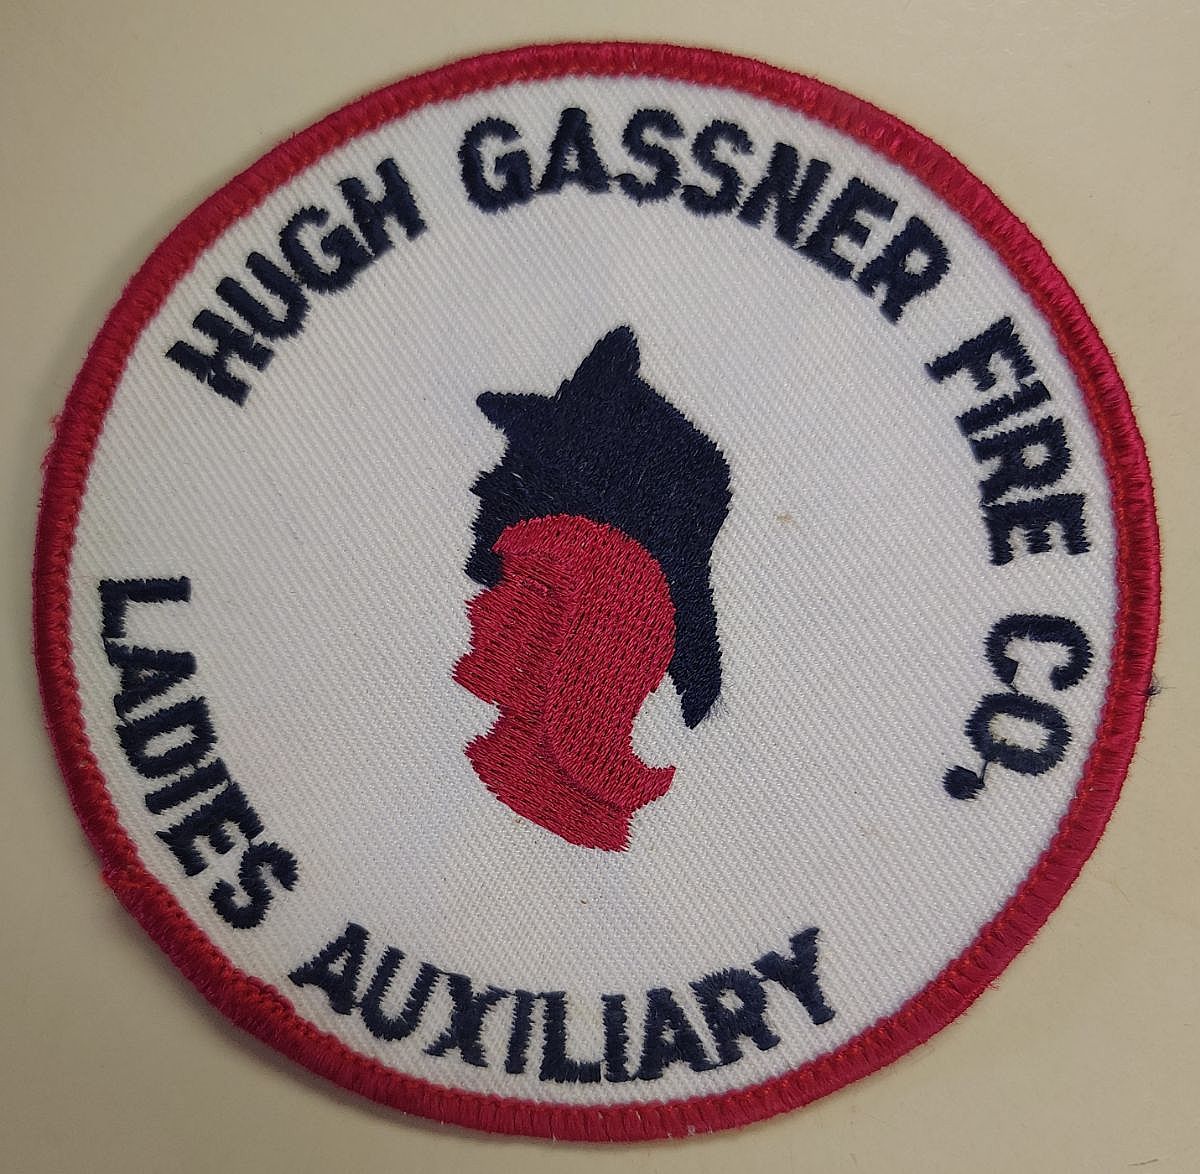 HUGH GASSNER FIRE CO.
LADIES AUXILIARY